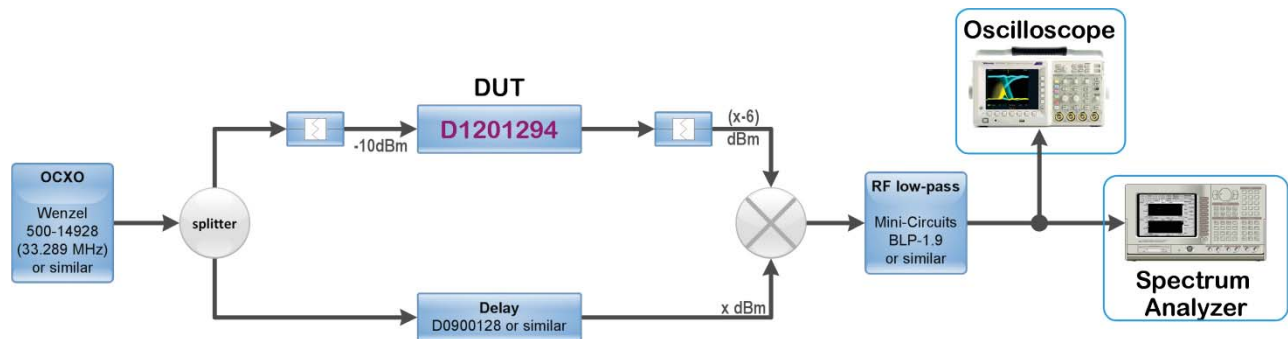 Oscilloscope
DUT
D1201294
-10dBm
(x-6)
dBm
OCXO
Wenzel
500-14928
(33.289 MHz)
or similar
splitter
RF low-pass
Mini-Circuits
BLP-1.9
or similar
Delay
D0900128 or similar
x dBm
Spectrum
Analyzer